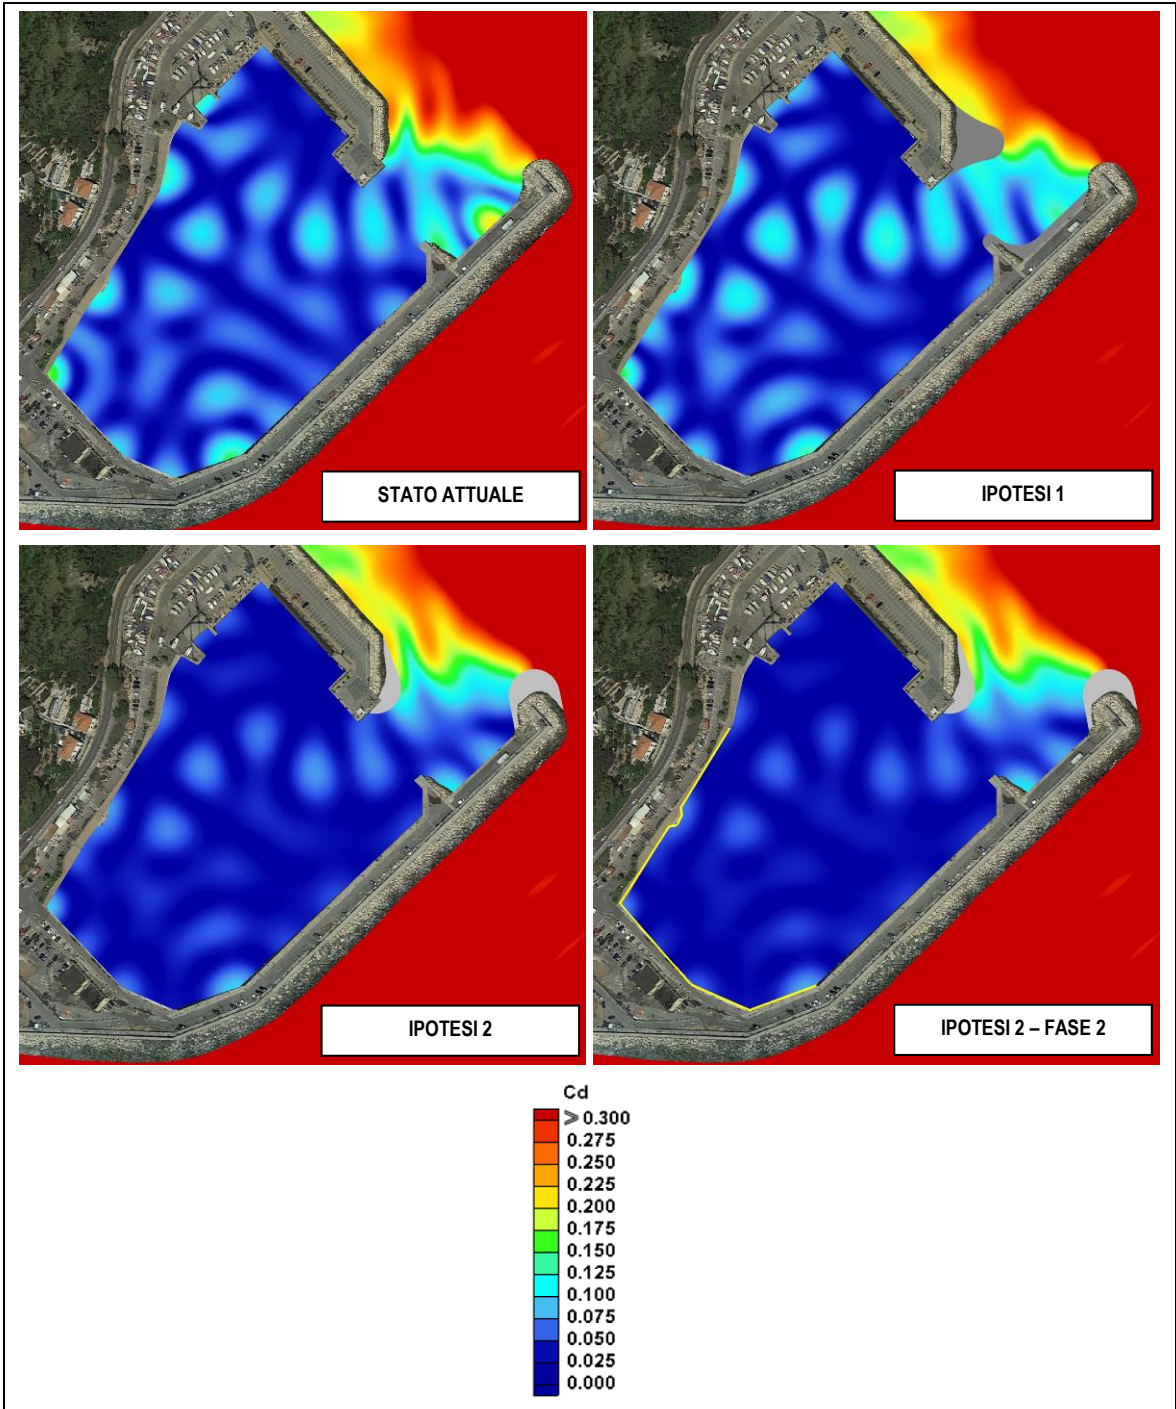 STATO ATTUALE
IPOTESI 1
IPOTESI 2
IPOTESI 2 – FASE 2
Cd
≥ 0.300
0.275
0.250
0.225
0.200
0.175
0.150
0.125
0.100
0.075
0.050
0.025
0.000